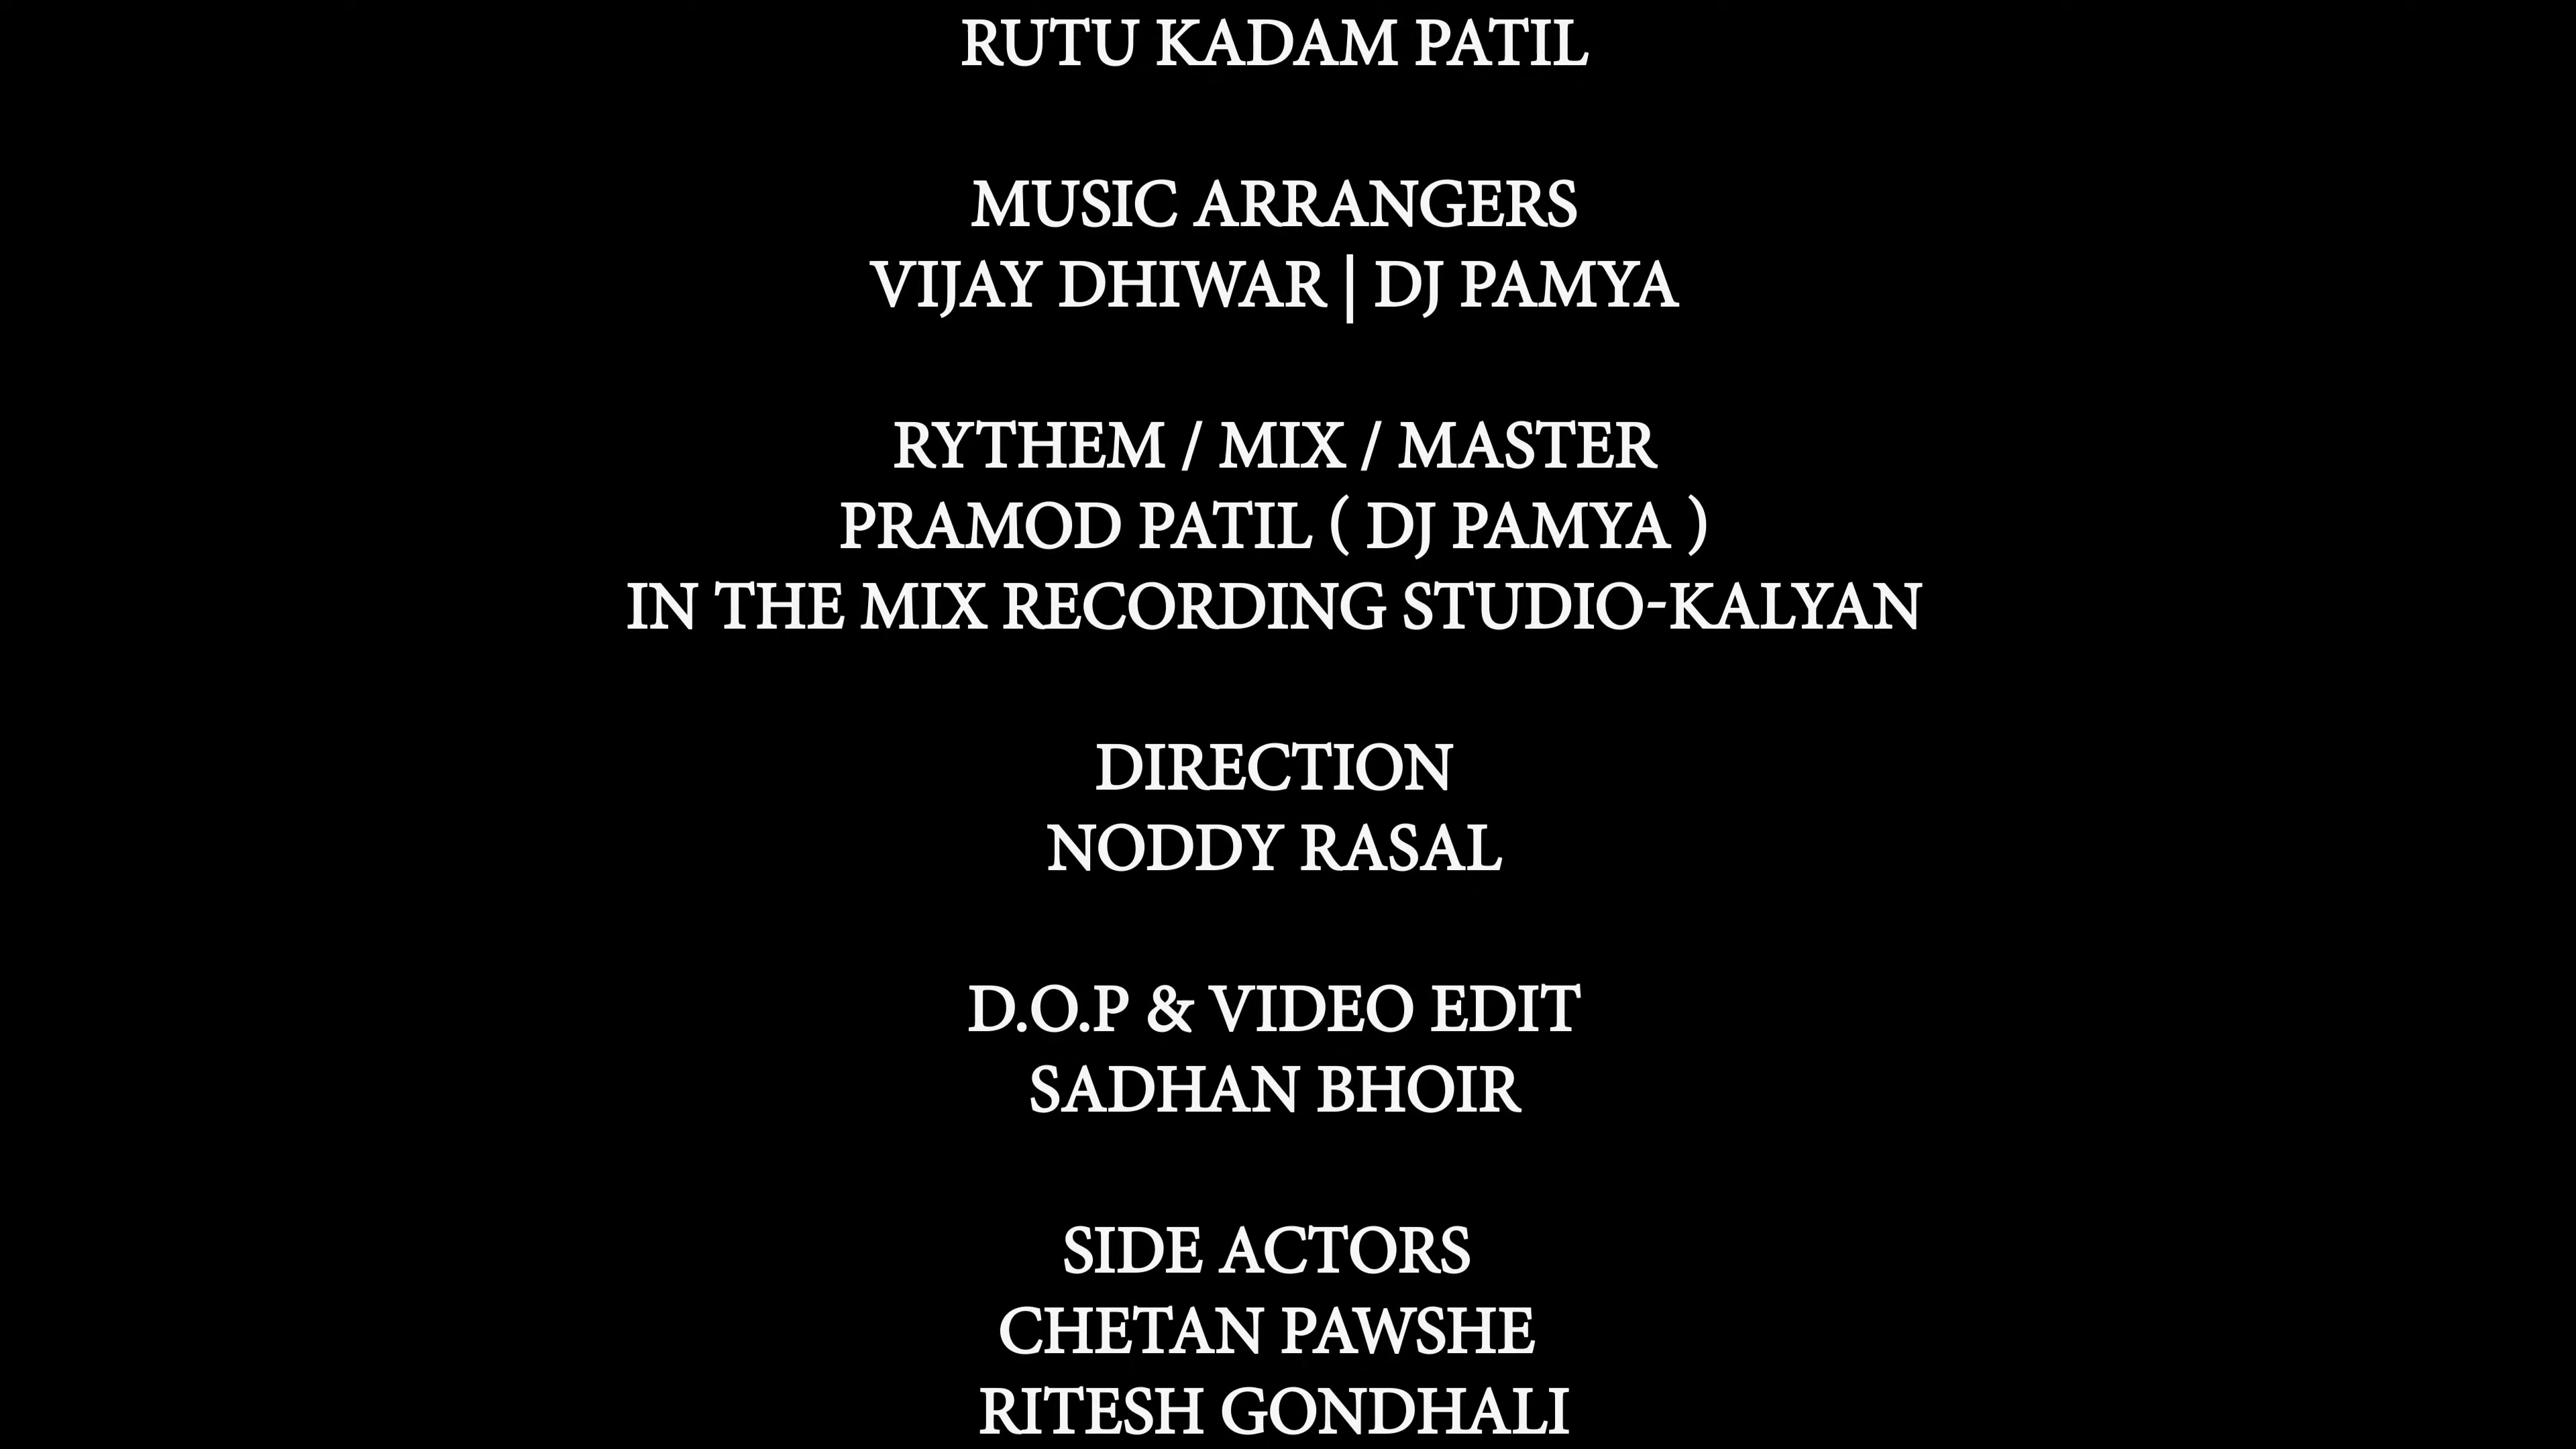 RUTU KADAM PATIL
MUSIC ARRANGERS
VIJAY DHIWAR | DJ PAMYA
RYTHEM / MIX / MASTER
PRAMOD PATIL ( DJ PAMYA )
IN THE MIX RECORDING STUDIO-KALYAN
DIRECTION
NODDY RASAL
D.O.P & VIDEO EDIT
SADHAN BHOIR
SIDE ACTORS
CHETAN PAWSHE
RITESH GONDHALI